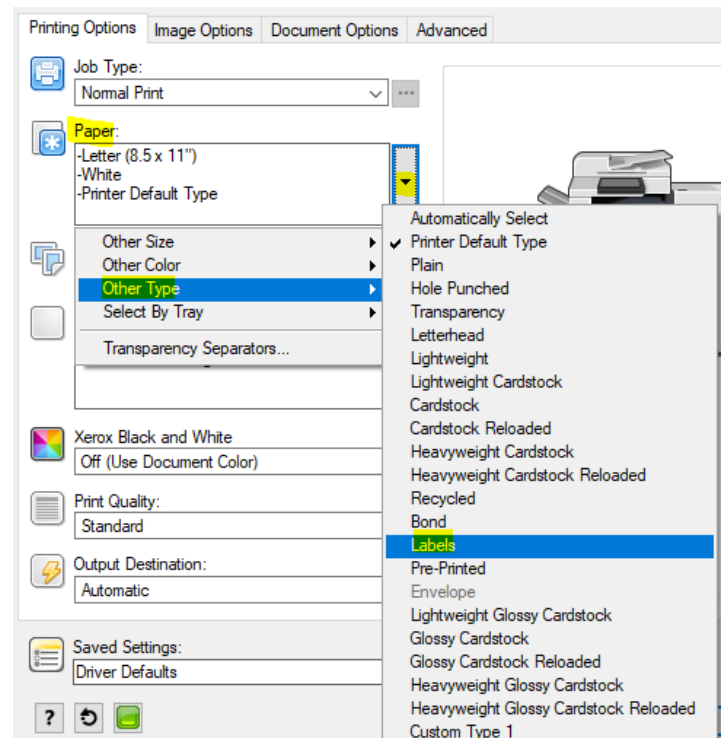 Printing Options Image Options Document Options Advanced
Job Type:
Normal Print
Paper:
-Letter (8.5 x 11")
-White
-Printer Default Type
Other Size
Other Color
Other Type
Select By Tray
Transparency Separators...
Automatically Select
Printer Default Type
Plain
Hole Punched
Transparency
Letterhead
Lightweight
Lightweight Cardstock
Cardstock
Cardstock Reloaded
Heavyweight Cardstock
Heavyweight Cardstock Reloaded
Recycled
Bond
Labels
Pre-Printed
Envelope
Lightweight Glossy Cardstock
Glossy Cardstock
Glossy Cardstock Reloaded
Heavyweight Glossy Cardstock
Heavyweight Glossy Cardstock Reloaded
Custom Type 1
Xerox Black and White
Off (Use Document Color)
Print Quality:
Standard
Output Destination:
Automatic
Saved Settings:
Driver Defaults
?